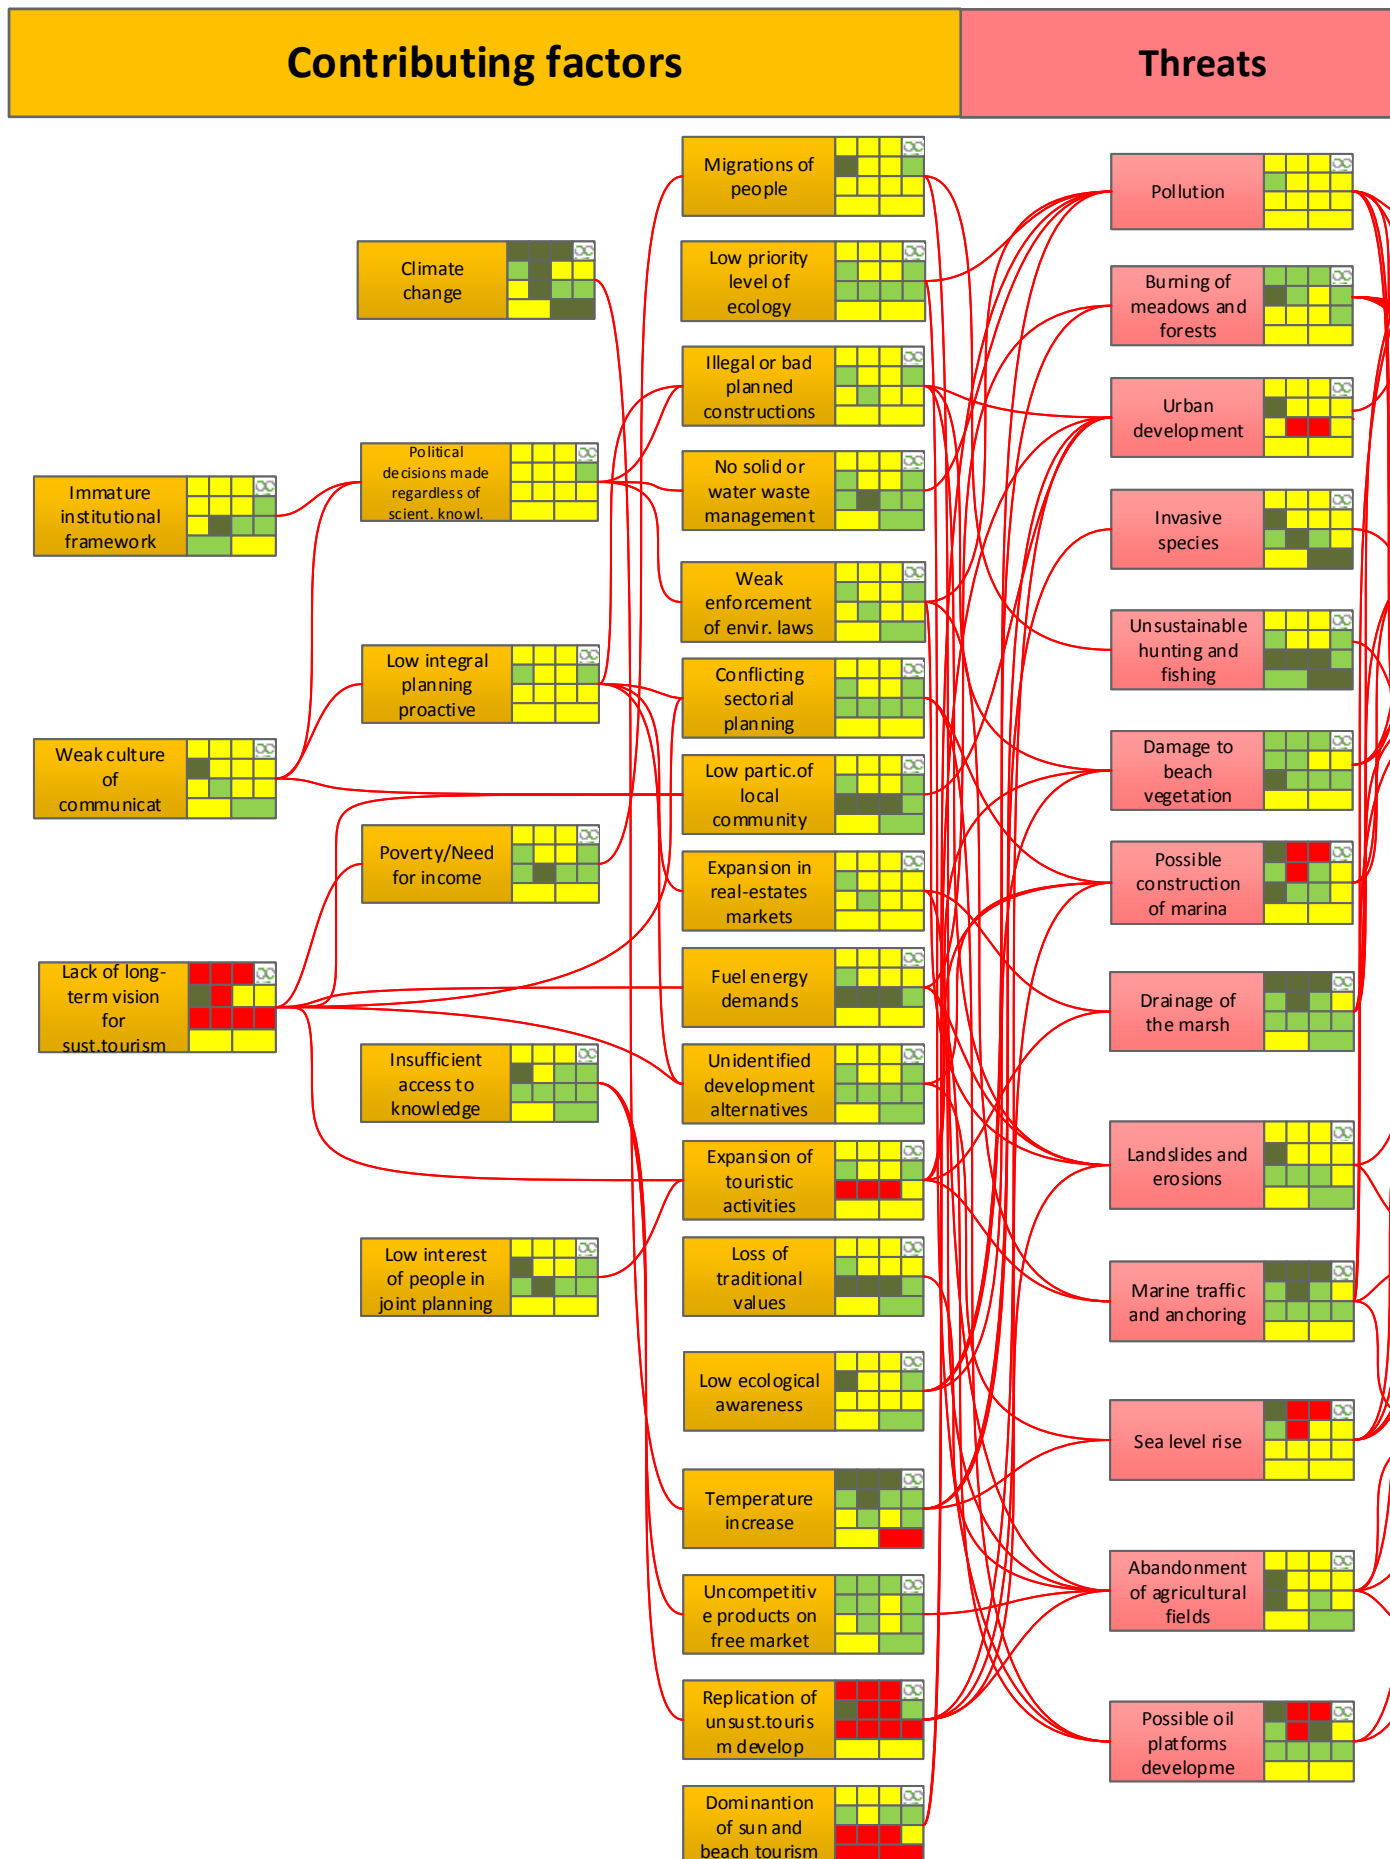 Contributing factors
Threats
Immature
institutional
framework
Weak culture
of
communicat
Lack of long-
term vision
for
sust.tourism
Climate
change
Political
decisions made
regardless of
scient. knowl.
Low integral
planning
proactive
Poverty/Need
for income
Insufficient
access to
knowledge
Low interest
of people in
joint planning
Migrations of
people
Low priority
level of
ecology
Illegal or bad
planned
constructions
No solid or
water waste
management
Weak
enforcement
of envir. laws
Conflicting
sectorial
planning
Low partic.of
local
community
Expansion in
real-estates
markets
Fuel energy
demands
Unidentified
development
alternatives
Expansion of
touristic
activities
Loss of
traditional
values
Low ecological
awareness
Temperature
increase
Uncompetitiv
e products on
free market
Replication of
unsust.touris
m develop
Dominantion
of sun and
beach tourism
Pollution
Burning of
meadows and
forests
Urban
development
Invasive
species
Unsustainable
hunting and
fishing
Damage to
beach
vegetation
Possible
construction
of marina
Drainage of
the marsh
Landslides and
erosions
Marine traffic
and anchoring
Sea level rise
Abandonment
of agricultural
fields
Possible oil
platforms
developme